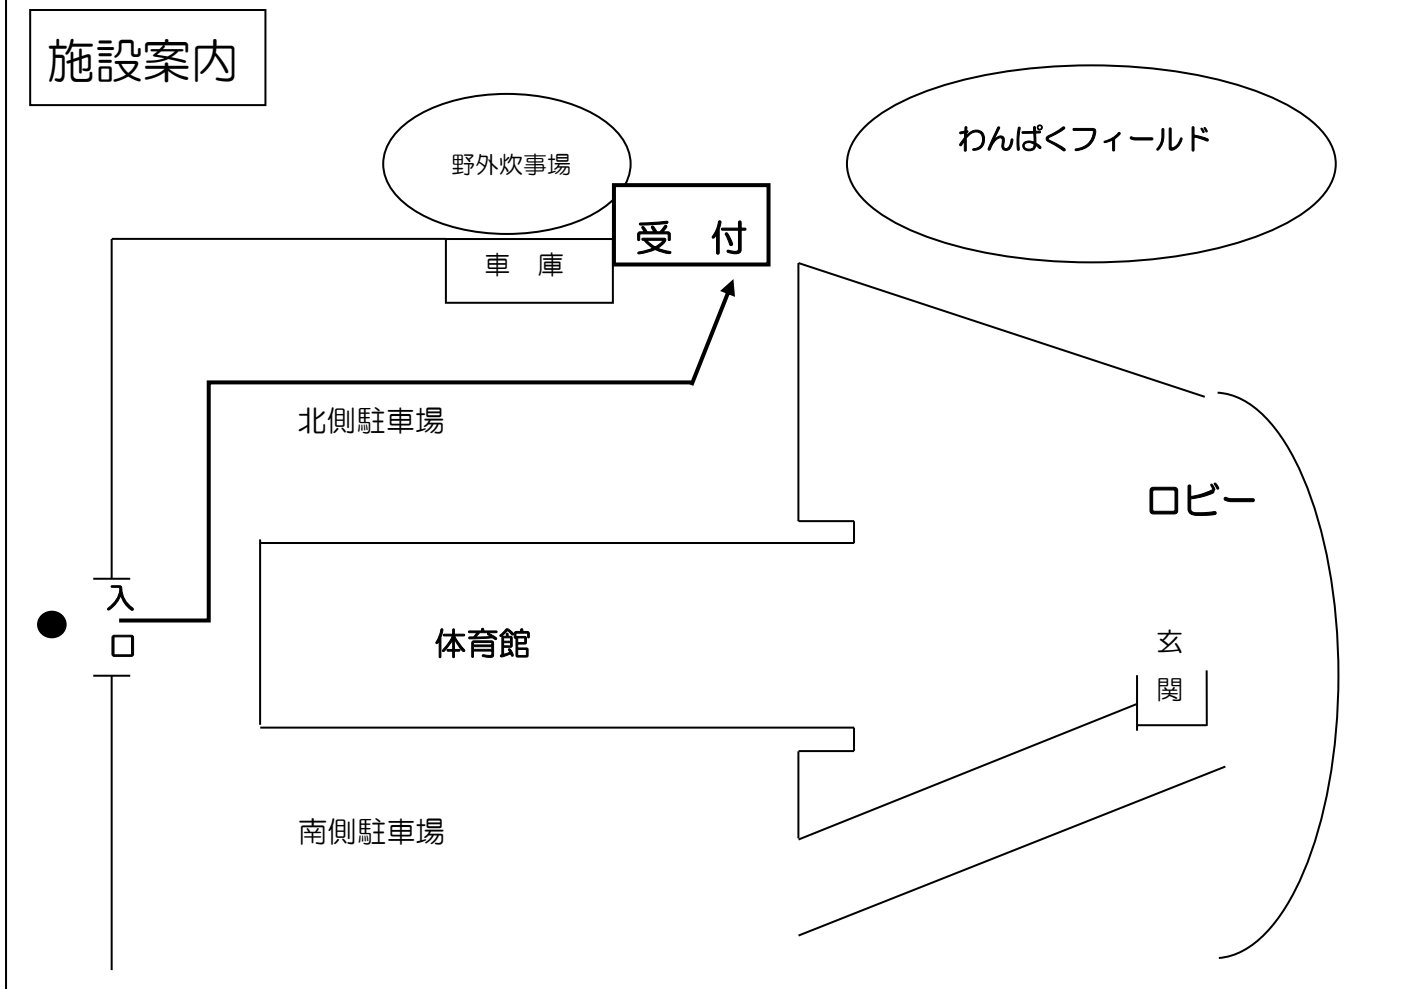 施設案内
わんぱくフィールド
野外炊事場
受　付
車　庫
北側駐車場
ロビー
入
口
体育館
玄
関
南側駐車場